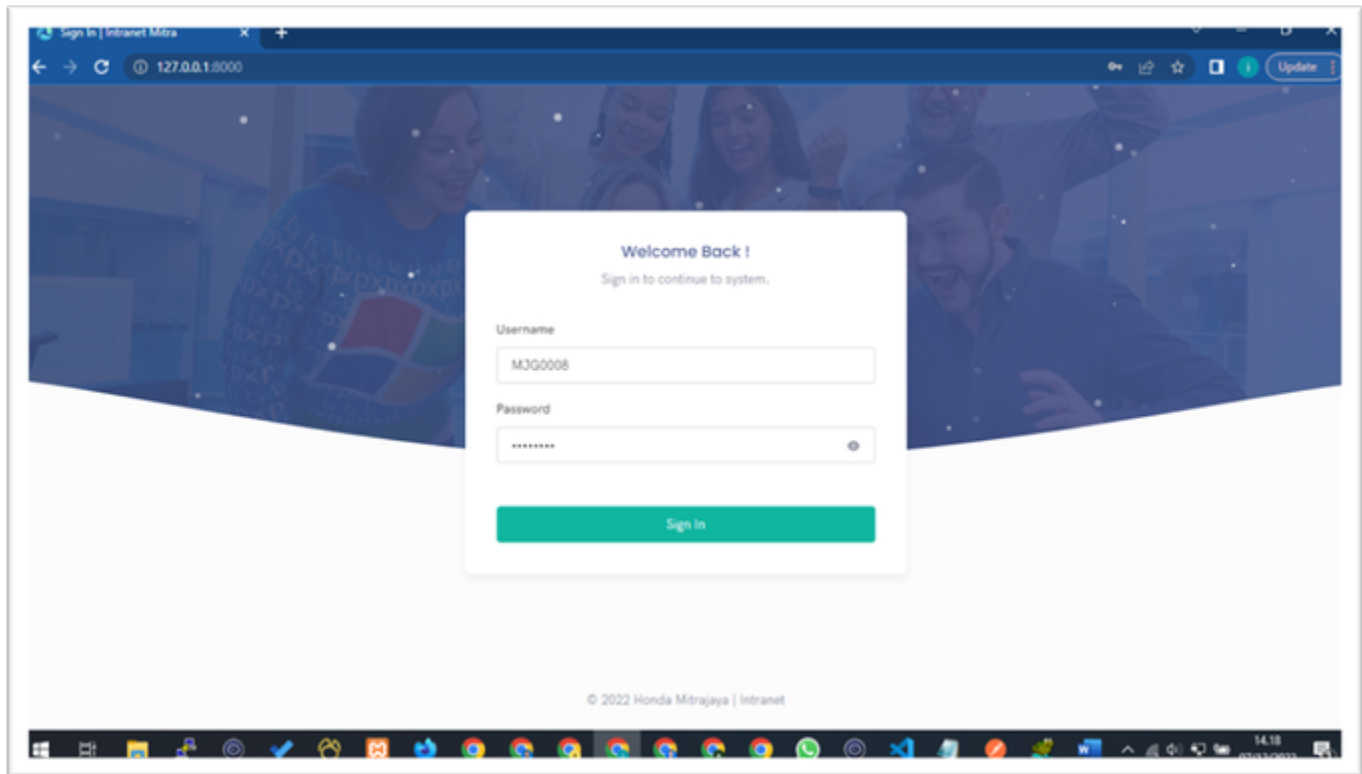 Sign In | Intranet Mitra
127.0.0.1:8000
Update
Welcome Back !
Sign in to continue to system.
Username
MJG0008
Password
Sign In
© 2022 Honda Mitrajaya | Intranet
14.18